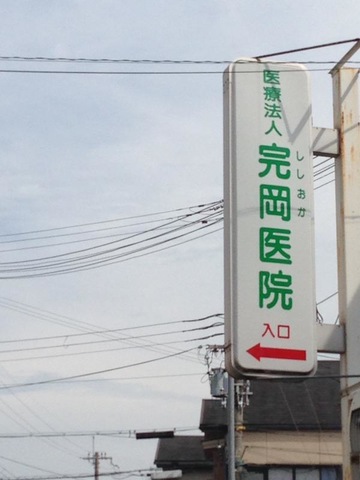 医療法人
完岡医院
ししおか
入口